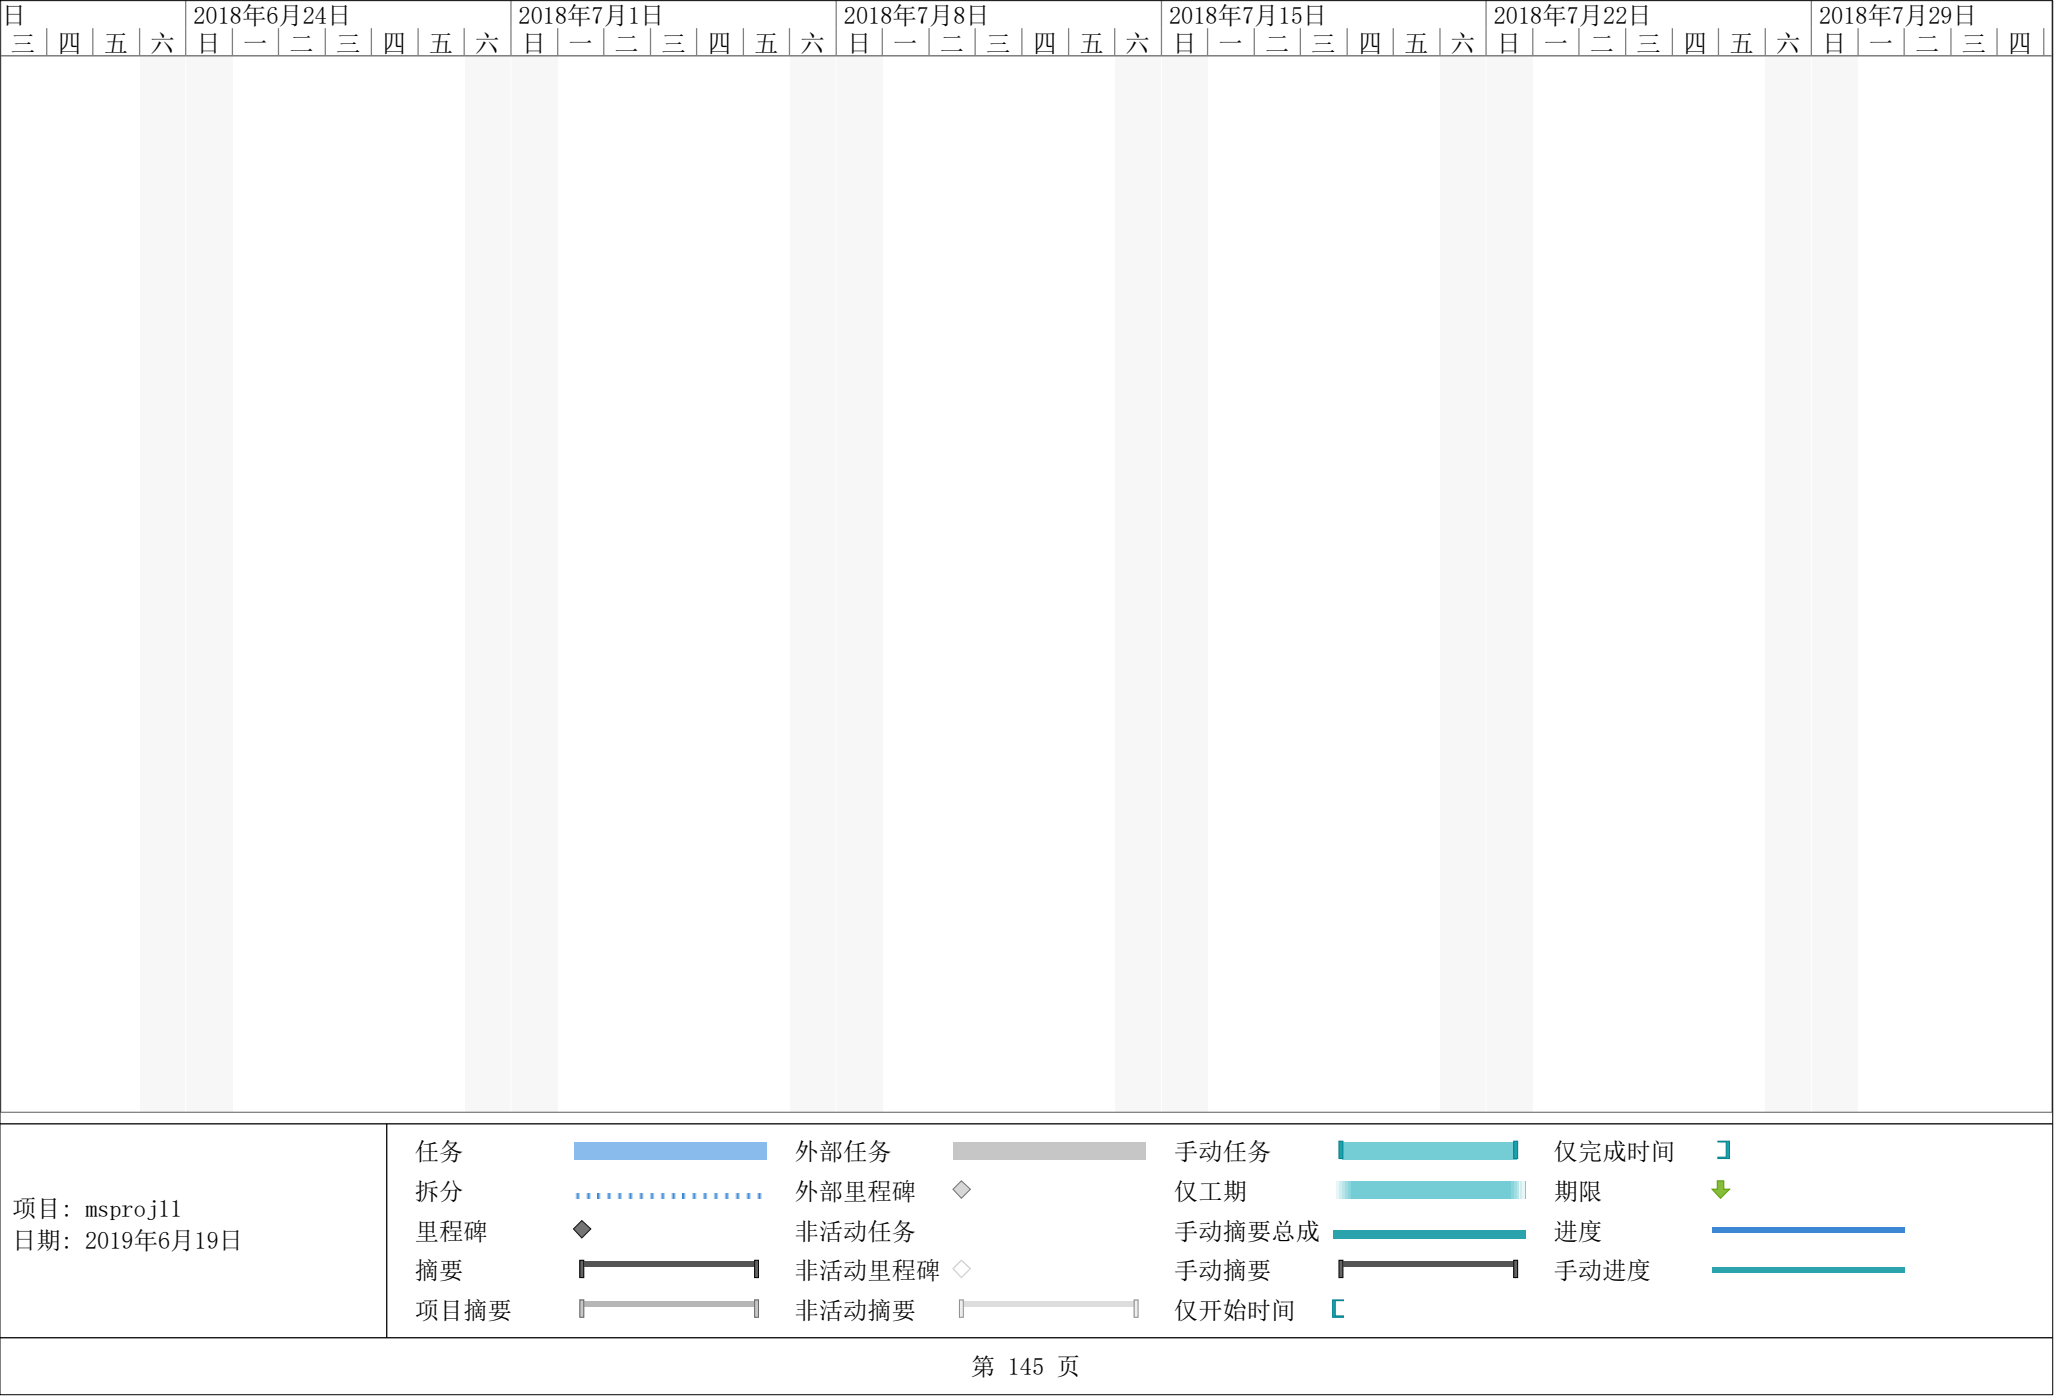 日 2018年6月24日 2018年7月1日 2018年7月8日 2018年7月15日 2018年7月22日 2018年7月29日
三 四 五 六 日 一 二 三 四 五 六 日 一 二 三 四 五 六 日 一 二 三 四 五 六 日 一 二 三 四 五 六 日 一 二 三 四 五 六 日 一 二 三 四
项目: msproj11
日期: 2019年6月19日
任务 外部任务 手动任务 仅完成时间
拆分 外部里程碑 仅工期 期限
里程碑 非活动任务 手动摘要总成 进度
摘要 非活动里程碑 手动摘要 手动进度
项目摘要 非活动摘要 仅开始时间
第 145 页